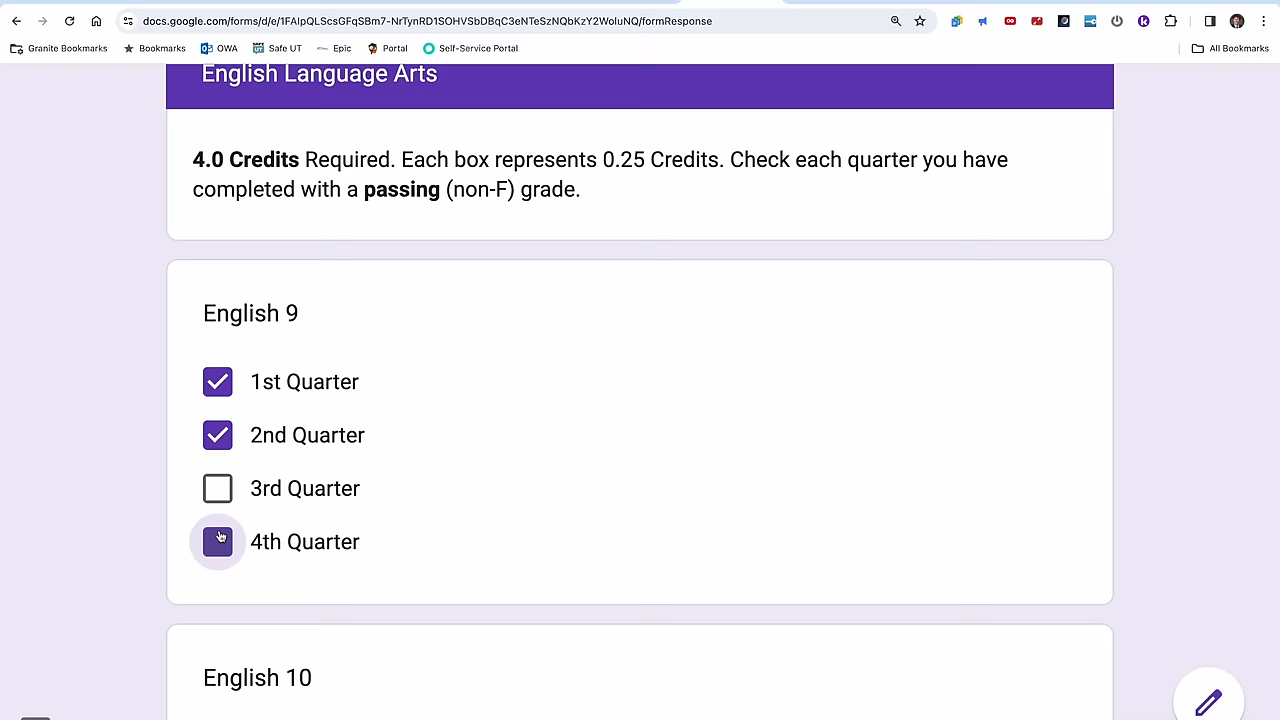 docs.google.com/forms/d/e/1FAIpQLScsGFqSBm7-NrTynRD1SOHVSbDBqC3eNTeSzNQbKzY2WoluNQ/formResponse
Granite Bookmarks Bookmarks OWA Safe UT Epic Portal Self-Service Portal All Bookmarks
English Language Arts
4.0 Credits Required. Each box represents 0.25 Credits. Check each quarter you have
completed with a passing (non-F) grade.
English 9
1st Quarter
2nd Quarter
3rd Quarter
4th Quarter
English 10